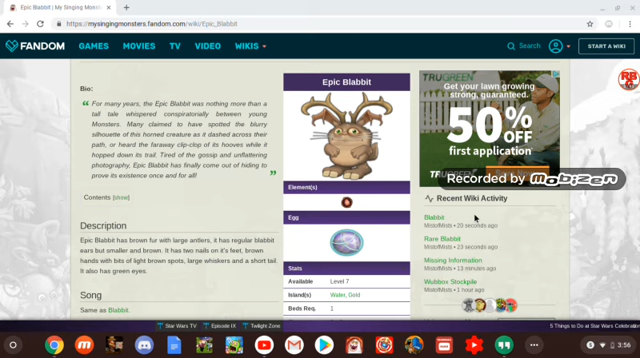 Epic Blabbit | My Singing Monsters
https://mysingingmonsters.fandom.com/wiki/Epic_Blabbit
FANDOM GAMES MOVIES TV VIDEO WIKIS Search START A WIKI
Bio:
“ For many years, the Epic Blabbit was nothing more than a tall tale whispered conspiratorially between young Monsters. Many claimed to have spotted the blurry silhouette of this horned creature as it dashed across their path, or heard the faraway clip-clop of its hooves while it hopped down its trail. Tired of the gossip and unflattering photography, Epic Blabbit has finally come out of hiding to prove its existence once and for all! ”
Contents [show]
Description
Epic Blabbit has brown fur with large antlers, it has regular blabbit ears but smaller and brown. It has two nails on it's feet, brown hands with bits of light brown spots, large whiskers and a short tail. It also has green eyes.
Song
Same as Blabbit.
Epic Blabbit
Element(s)
Egg
Stats
Available Level 7
Island(s) Water, Gold
Beds Req. 1
TRUGREEN
Get your lawn growing
strong, guaranteed.
50%
OFF
first application
TRUGREEN
Recorded by Mobizen
RB
Recent Wiki Activity
Blabbit
MistofMists • 20 seconds ago
Rare Blabbit
MistofMists • 23 seconds ago
Missing Information
MistofMists • 13 minutes ago
Wubbox Stockpile
MistofMists • 1 hour ago
Star Wars TV Episode IX Twilight Zone
5 Things to Do at Star Wars Celebration
3:56